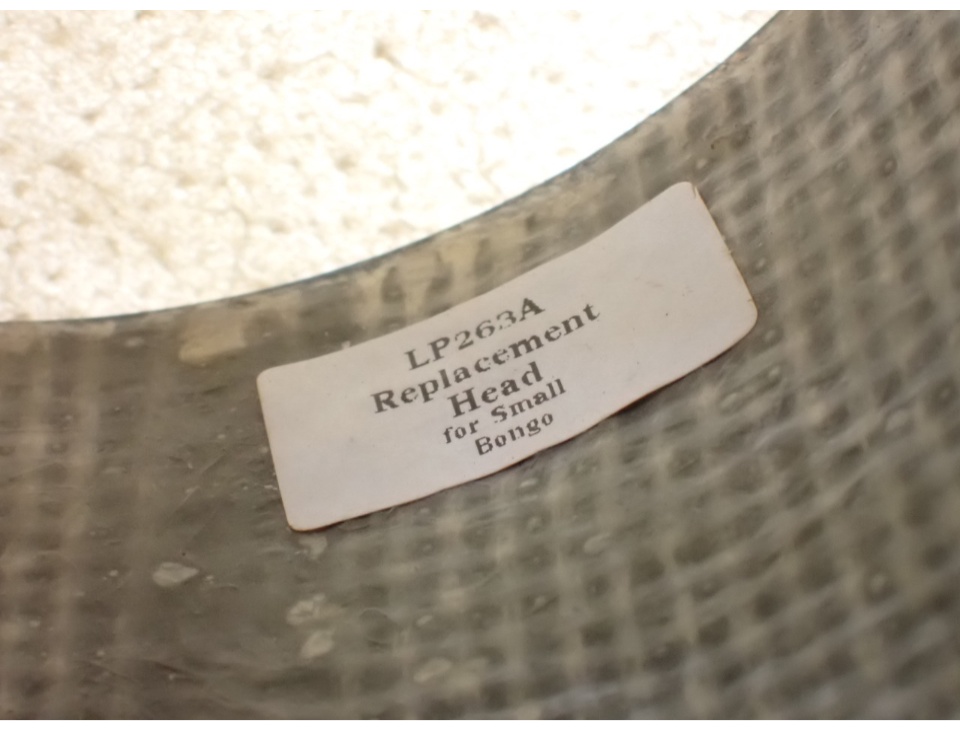 LP263A
Replacement
Head
for Small
Bongo